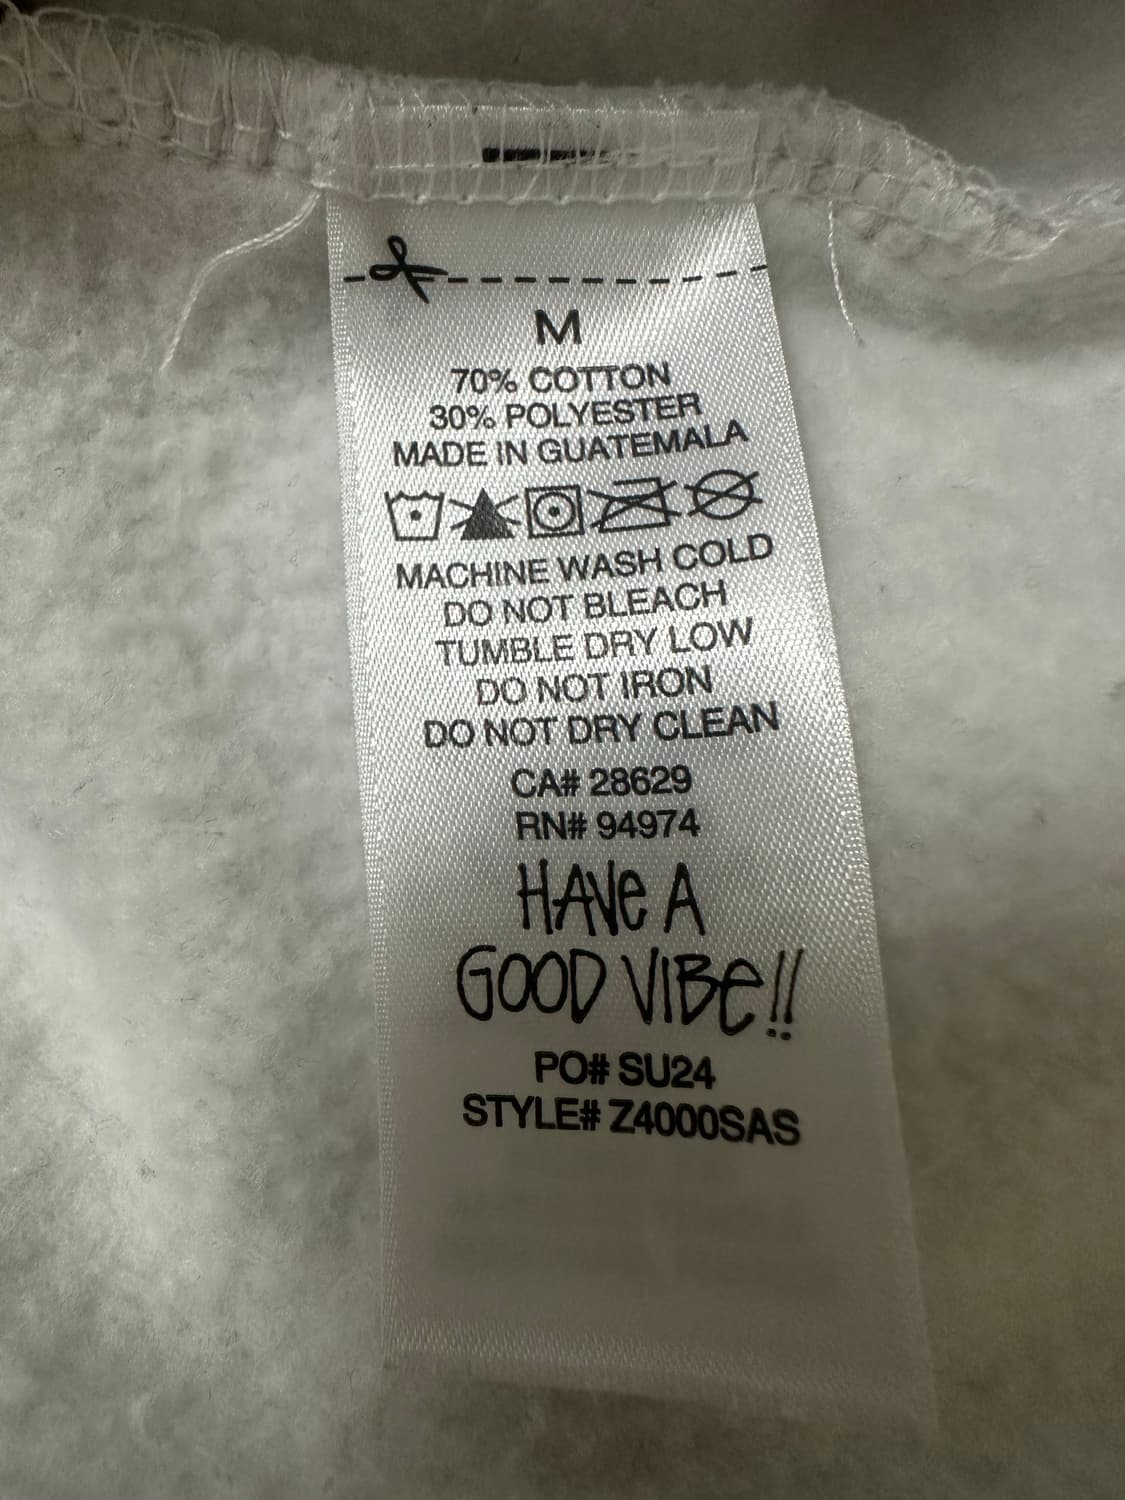 M
70% COTTON
30% POLYESTER
MADE IN GUATEMALA
MACHINE WASH COLD
DO NOT BLEACH
TUMBLE DRY LOW
DO NOT IRON
DO NOT DRY CLEAN
CA# 28629
RN# 94974
HAVe A
GOOD VIBe!!
PO# SU24
STYLE# Z4000SAS